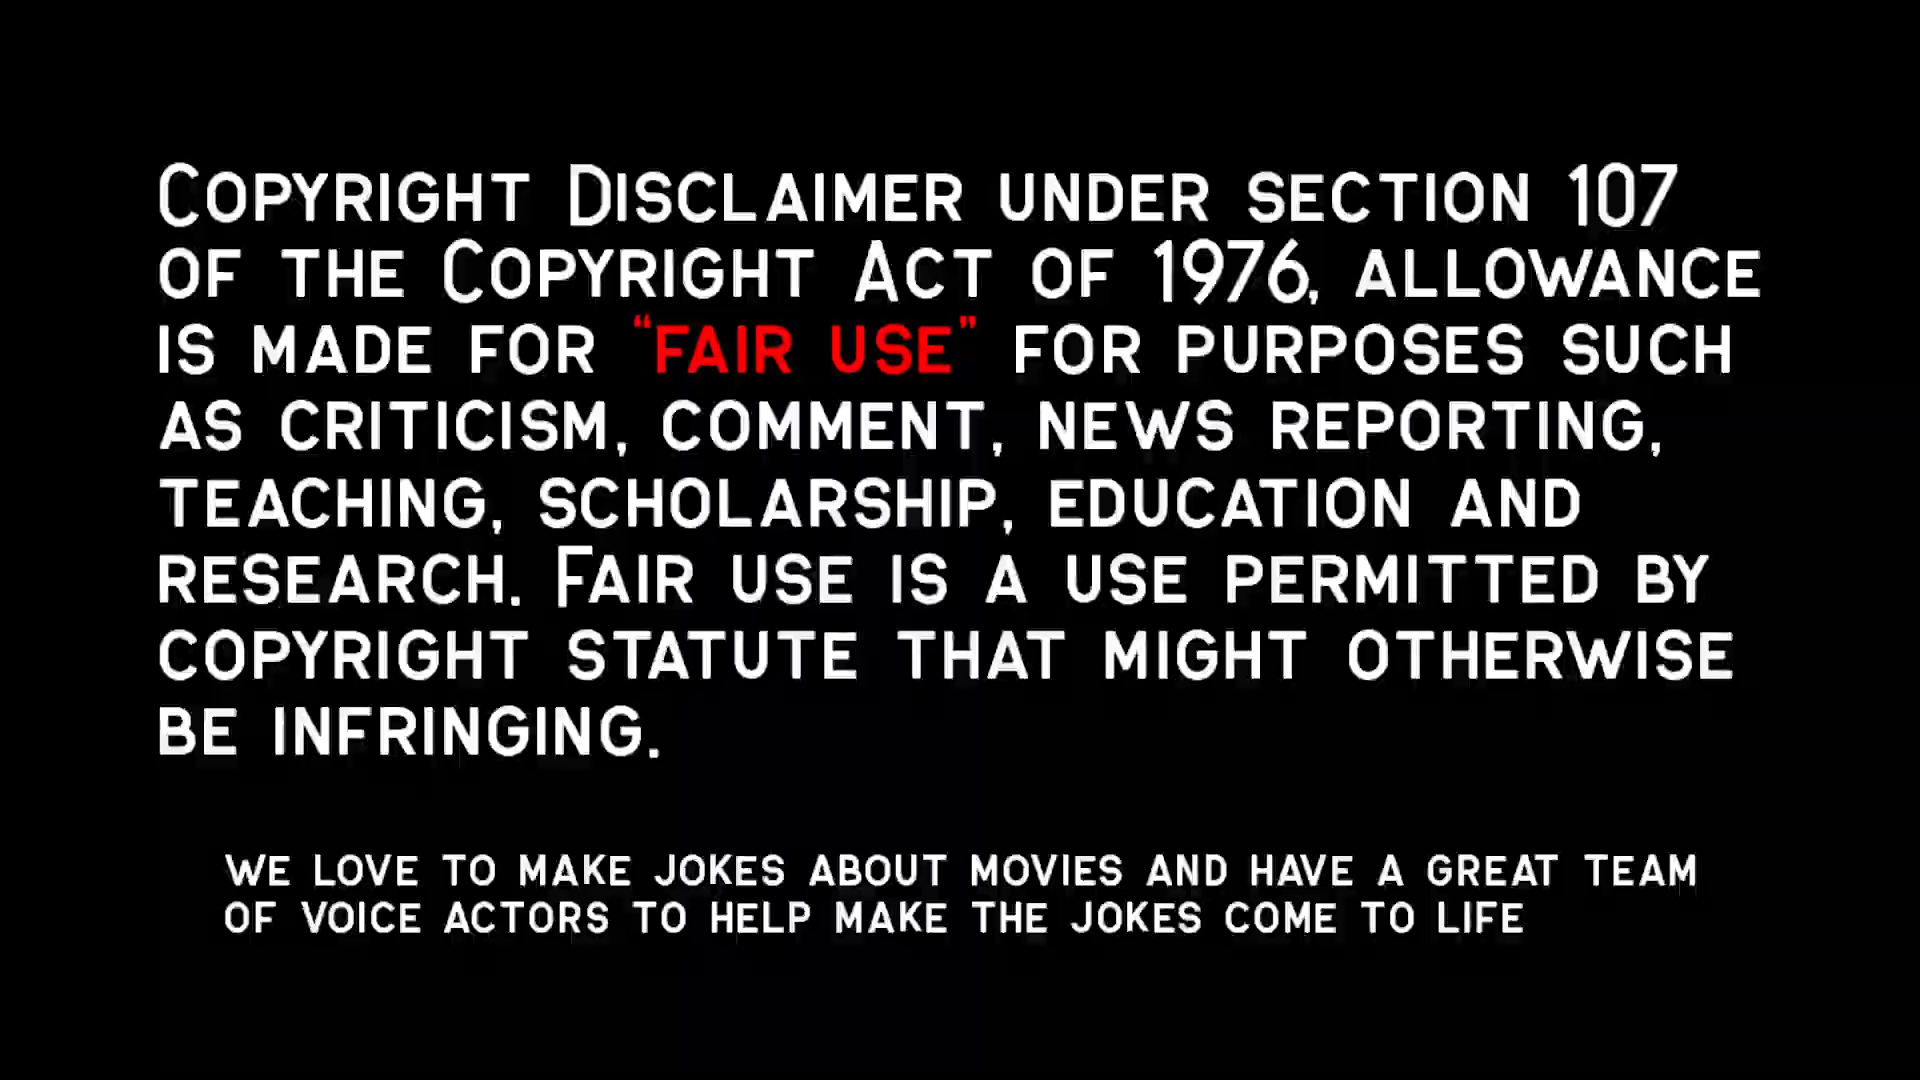 Copyright Disclaimer under section 107
of the Copyright Act of 1976, allowance
is made for “fair use” for purposes such
as criticism, comment, news reporting,
teaching, scholarship, education and
research. Fair use is a use permitted by
copyright statute that might otherwise
be infringing.
we love to make jokes about movies and have a great team
of voice actors to help make the jokes come to life